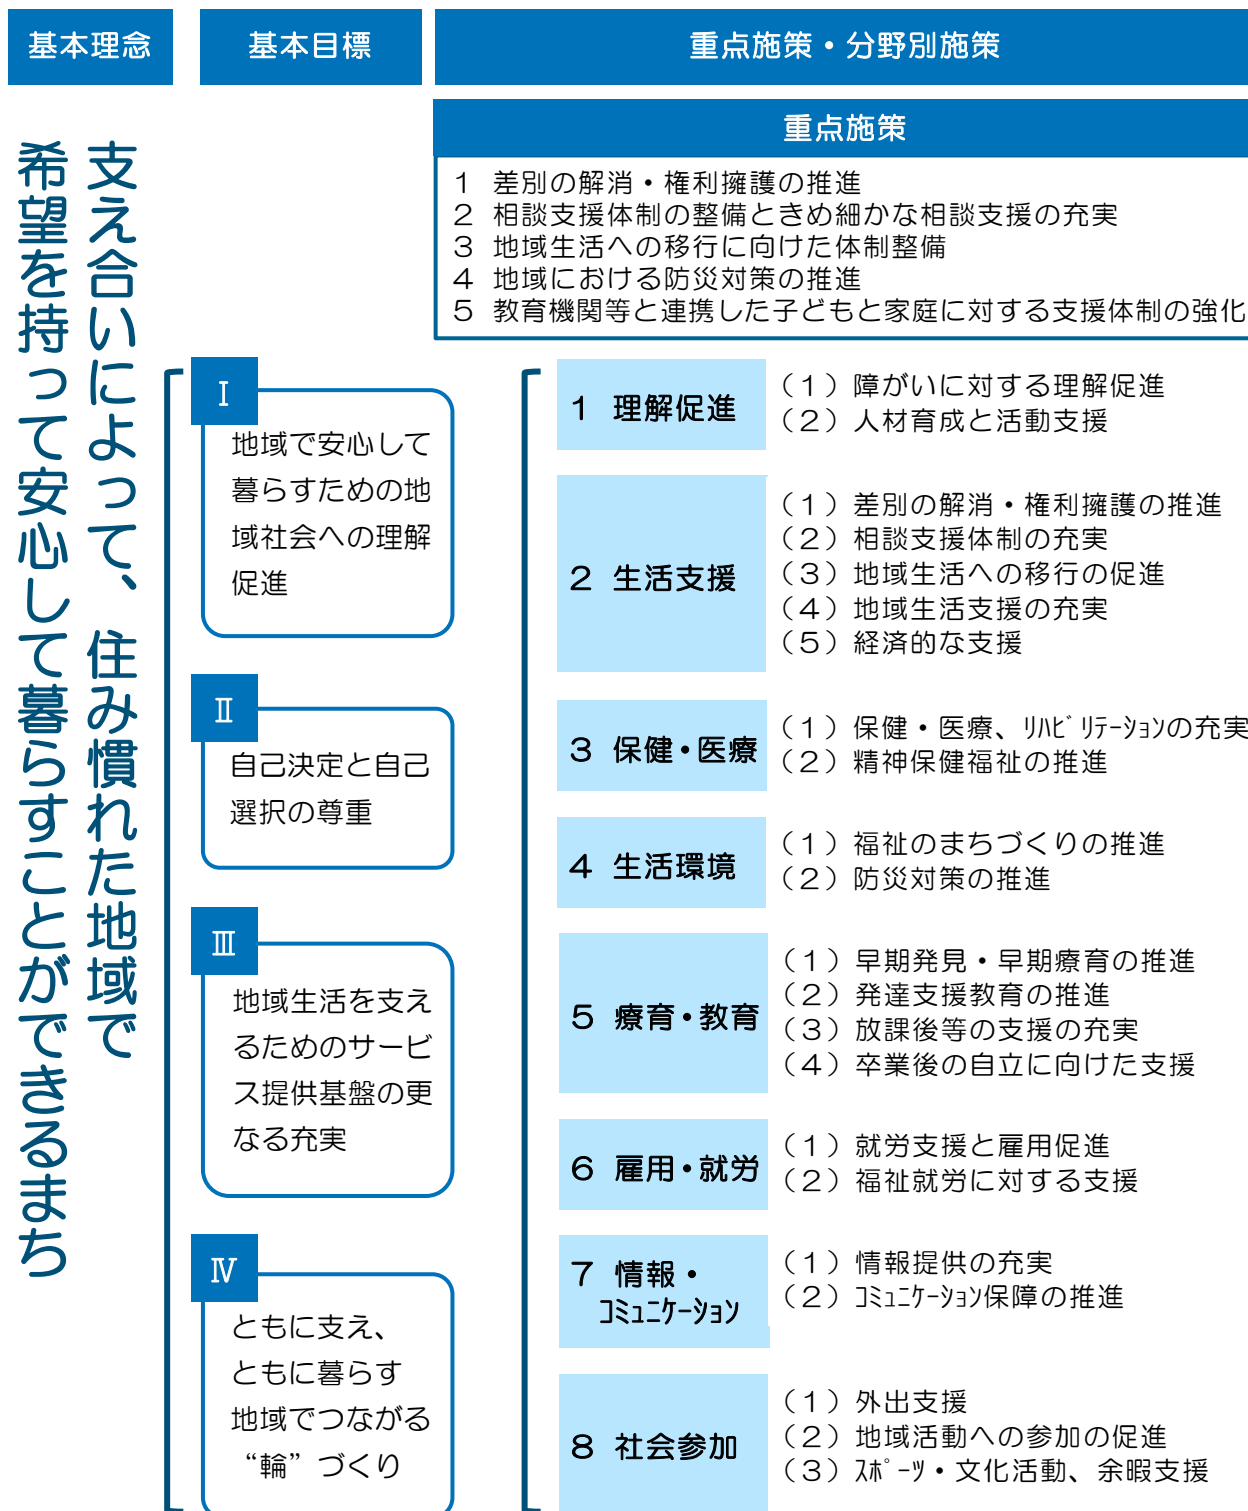 基本理念
基本目標
重点施策・分野別施策
支え合いによって、住み慣れた地域で
希望を持って安心して暮らすことができるまち
重点施策
１ 差別の解消・権利擁護の推進
２ 相談支援体制の整備ときめ細かな相談支援の充実
３ 地域生活への移行に向けた体制整備
４ 地域における防災対策の推進
５ 教育機関等と連携した子どもと家庭に対する支援体制の強化
Ⅰ
地域で安心して
暮らすための地
域社会への理解
促進
Ⅱ
自己決定と自己
選択の尊重
Ⅲ
地域生活を支え
るためのサービ
ス提供基盤の更
なる充実
Ⅳ
ともに支え、
ともに暮らす
地域でつながる
“輪”づくり
１ 理解促進
（１）障がいに対する理解促進
（２）人材育成と活動支援
２ 生活支援
（１）差別の解消・権利擁護の推進
（２）相談支援体制の充実
（３）地域生活への移行の促進
（４）地域生活支援の充実
（５）経済的な支援
３ 保健・医療
（１）保健・医療、ﾘﾊﾋﾞﾘﾃｰｼｮﾝの充実
（２）精神保健福祉の推進
４ 生活環境
（１）福祉のまちづくりの推進
（２）防災対策の推進
５ 療育・教育
（１）早期発見・早期療育の推進
（２）発達支援教育の推進
（３）放課後等の支援の充実
（４）卒業後の自立に向けた支援
６ 雇用・就労
（１）就労支援と雇用促進
（２）福祉就労に対する支援
７ 情報・
ｺﾐｭﾆｹｰｼｮﾝ
（１）情報提供の充実
（２）ｺﾐｭﾆｹｰｼｮﾝ保障の推進
８ 社会参加
（１）外出支援
（２）地域活動への参加の促進
（３）ｽﾎﾟｰﾂ・文化活動、余暇支援